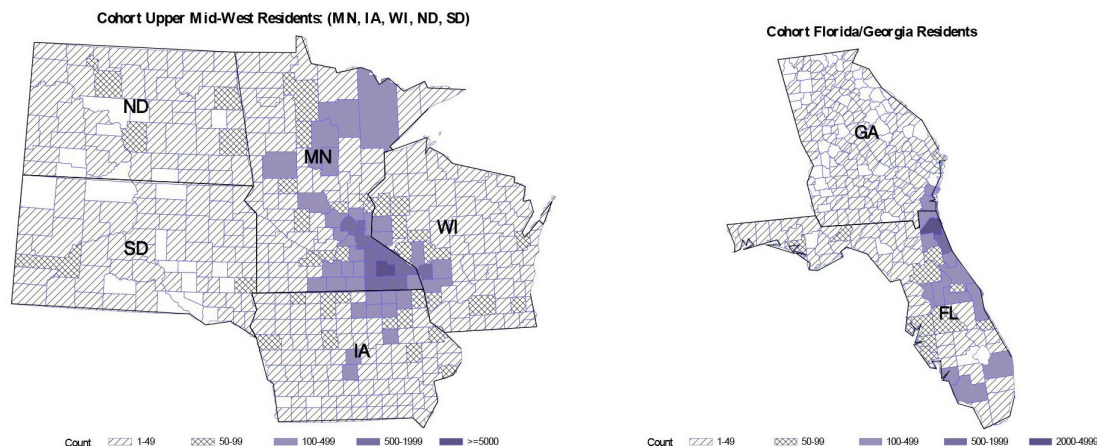 Cohort Upper Mid-West Residents: (MN, IA, WI, ND, SD)
ND
MN
SD
WI
IA
Count 1-49 50-99 100-499 500-1999 >=5000
Cohort Florida/Georgia Residents
GA
FL
Count 1-49 50-99 100-499 500-1999 2000-4999